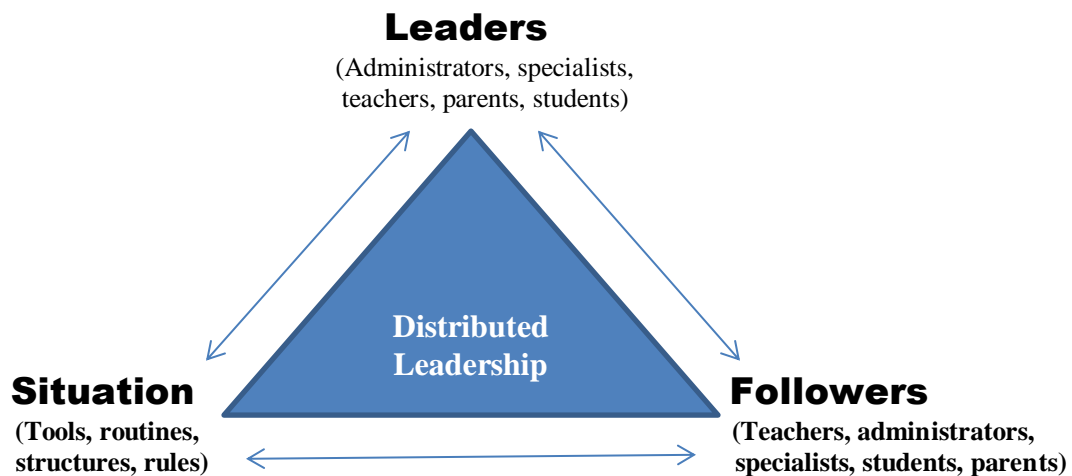 Leaders
(Administrators, specialists,
teachers, parents, students)
Distributed
Leadership
Situation
(Tools, routines,
structures, rules)
Followers
(Teachers, administrators,
specialists, students, parents)